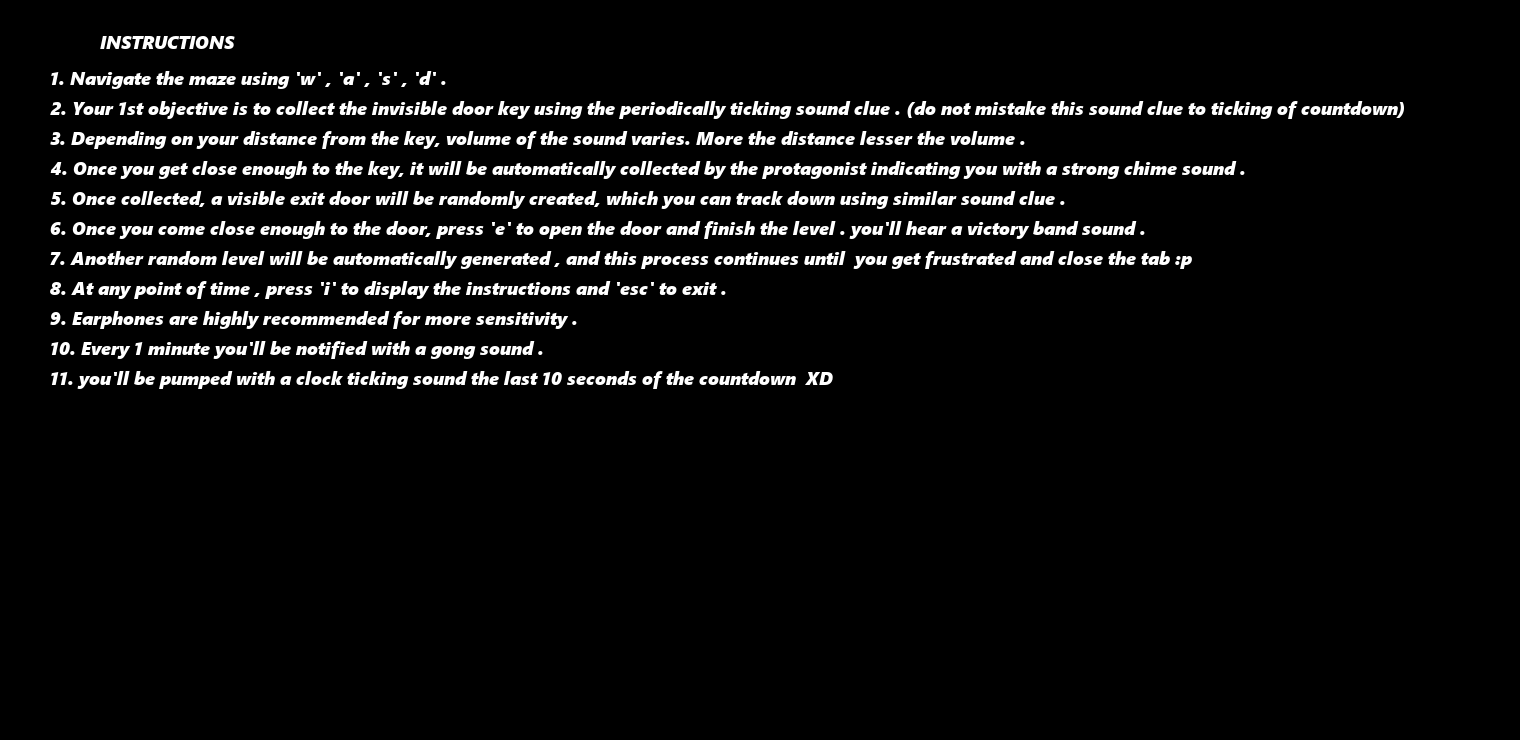 INSTRUCTIONS
1. Navigate the maze using 'w' , 'a' , 's' , 'd' .
2. Your 1st objective is to collect the invisible door key using the periodically ticking sound clue . (do not mistake this sound clue to ticking of countdown)
3. Depending on your distance from the key, volume of the sound varies. More the distance lesser the volume .
4. Once you get close enough to the key, it will be automatically collected by the protagonist indicating you with a strong chime sound .
5. Once collected, a visible exit door will be randomly created, which you can track down using similar sound clue .
6. Once you come close enough to the door, press 'e' to open the door and finish the level . you'll hear a victory band sound .
7. Another random level will be automatically generated , and this process continues until  you get frustrated and close the tab :p
8. At any point of time , press 'i' to display the instructions and 'esc' to exit .
9. Earphones are highly recommended for more sensitivity .
10. Every 1 minute you'll be notified with a gong sound .
11. you'll be pumped with a clock ticking sound the last 10 seconds of the countdown  XD